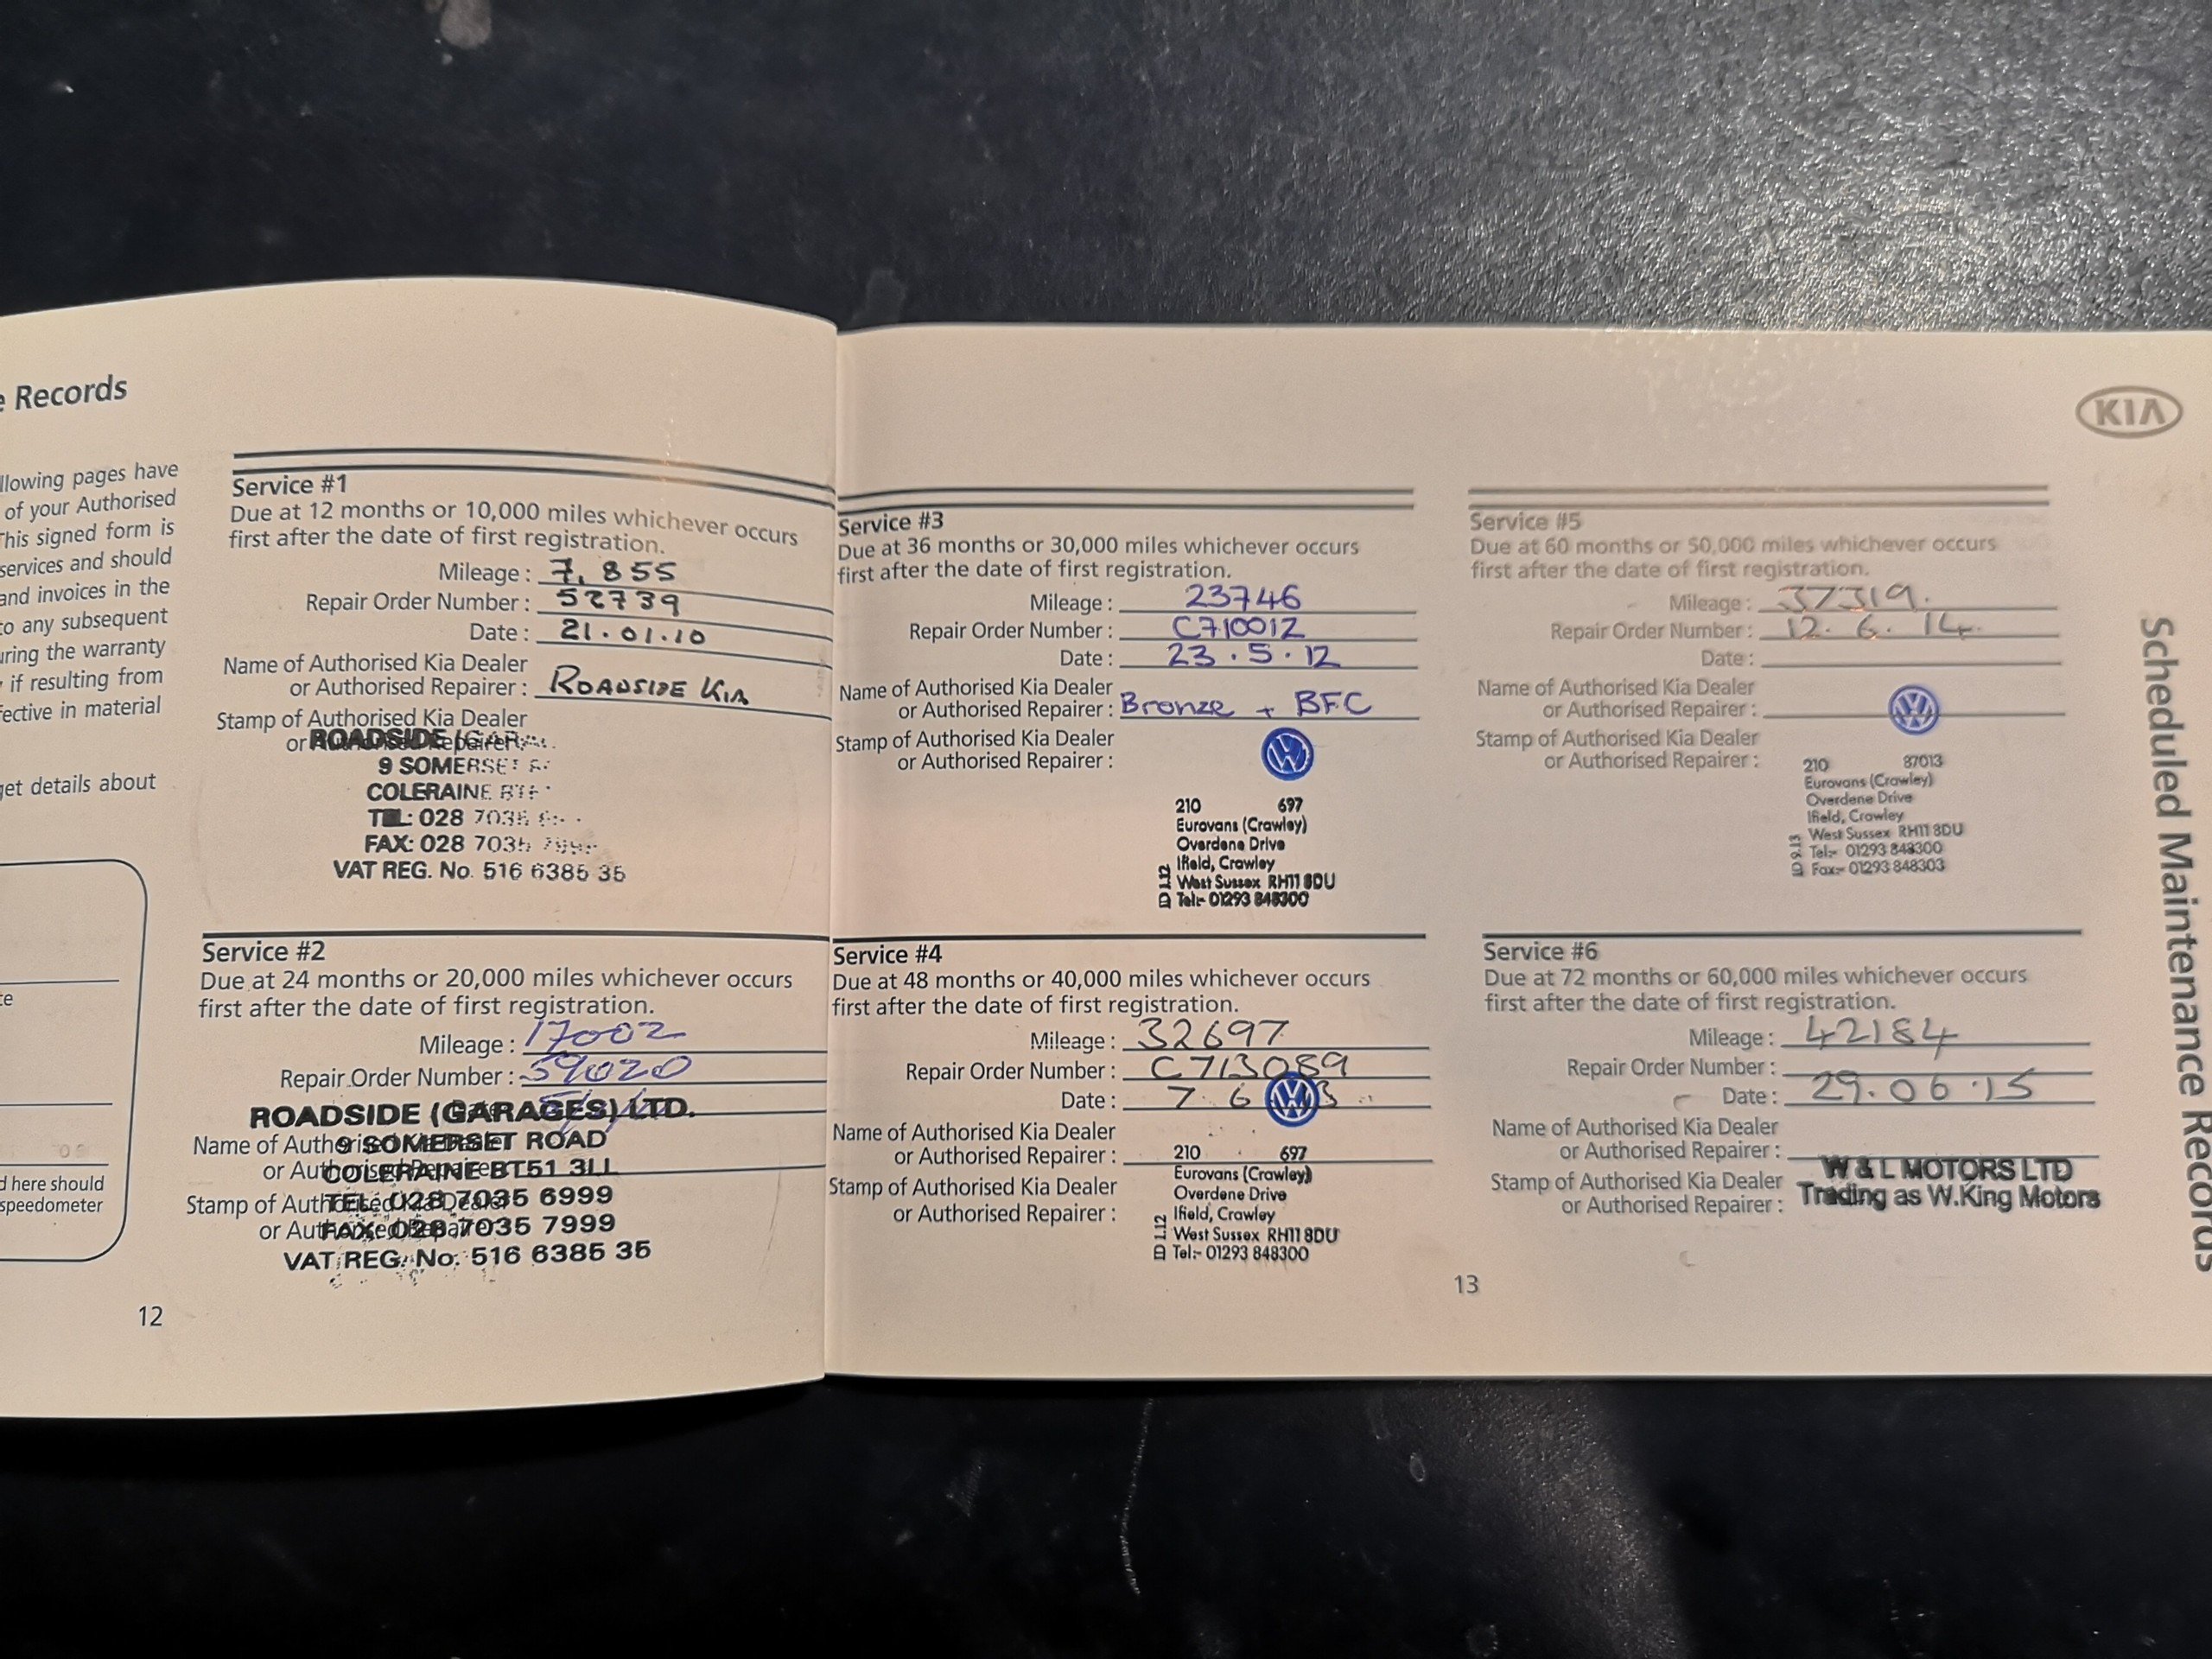 e Records
llowing pages have
of your Authorised
This signed form is
services and should
and invoices in the
to any subsequent
uring the warranty
if resulting from
fective in material
get details about
te
d here should
speedometer
12
Service #1
Due at 12 months or 10,000 miles whichever occurs
first after the date of first registration.
Mileage : 7,855
Repair Order Number : 52739
Date : 21.01.10
Name of Authorised Kia Dealer
or Authorised Repairer : ROADSIDE KIA
Stamp of Authorised Kia Dealer
or Authorised Repairer :
ROADSIDE (GARA
9 SOMERSET
COLERAINE
TEL: 028 7035
FAX: 028 7035 7999
VAT REG. No. 516 6385 35
Service #2
Due at 24 months or 20,000 miles whichever occurs
first after the date of first registration.
Mileage : 17002
Repair Order Number : 59020
Date :
Name of Authorised Kia Dealer
or Authorised Repairer
Stamp of Authorised Kia Dealer
or Authorised Repairer
ROADSIDE (GARAGES) LTD.
9 SOMERSET ROAD
COLERAINE BT51 3LL
TEL: 028 7035 6999
FAX: 028 7035 7999
VAT REG. No. 516 6385 35
Service #3
Due at 36 months or 30,000 miles whichever occurs
first after the date of first registration.
Mileage : 23746
Repair Order Number : C710012
Date : 23.5.12
Name of Authorised Kia Dealer
or Authorised Repairer : Bronze + BFC
Stamp of Authorised Kia Dealer
or Authorised Repairer :
210 697
Eurovans (Crawley)
Overdene Drive
Ifield, Crawley
West Sussex RH11 8DU
Tel:- 01293 848300
ID 1.12
Service #4
Due at 48 months or 40,000 miles whichever occurs
first after the date of first registration.
Mileage : 32697
Repair Order Number : C713089
Date : 7 6 3
Name of Authorised Kia Dealer
or Authorised Repairer :
Stamp of Authorised Kia Dealer
or Authorised Repairer :
210 697
Eurovans (Crawley)
Overdene Drive
Ifield, Crawley
West Sussex RH11 8DU
Tel:- 01293 848300
ID 1.12
13
KIA
Service #5
Due at 60 months or 50,000 miles whichever occurs
first after the date of first registration.
Mileage : 37319.
Repair Order Number : 12.6.14.
Date :
Name of Authorised Kia Dealer
or Authorised Repairer :
Stamp of Authorised Kia Dealer
or Authorised Repairer :
210 87013
Eurovans (Crawley)
Overdene Drive
Ifield, Crawley
West Sussex RH11 8DU
Tel:- 01293 848300
Fax:- 01293 848303
Service #6
Due at 72 months or 60,000 miles whichever occurs
first after the date of first registration.
Mileage : 42184
Repair Order Number :
Date : 29.06.15
Name of Authorised Kia Dealer
or Authorised Repairer :
Stamp of Authorised Kia Dealer
or Authorised Repairer :
W & L MOTORS LTD
Trading as W.King Motors
Scheduled Maintenance Records